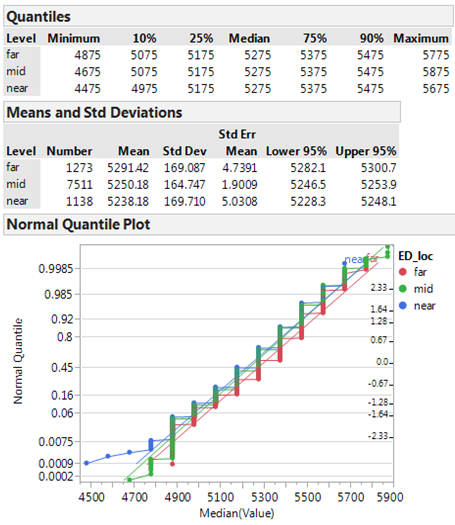 Quantiles
Level Minimum 10% 25% Median 75% 90% Maximum
far 4875 5075 5175 5275 5375 5475 5775
mid 4675 5075 5175 5275 5375 5475 5875
near 4475 4975 5175 5275 5375 5475 5675
Means and Std Deviations
Std Err
Level Number Mean Std Dev Mean Lower 95% Upper 95%
far 1273 5291.42 169.087 4.7391 5282.1 5300.7
mid 7511 5250.18 164.747 1.9009 5246.5 5253.9
near 1138 5238.18 169.710 5.0308 5228.3 5248.1
Normal Quantile Plot
near far
ED_loc
far
mid
near
0.9985
0.985
0.92
0.8
0.45
0.16
0.06
0.0075
0.0009
0.0002
Normal Quantile
2.33
1.64
1.28
0.67
0.0
-0.67
-1.28
-1.64
-2.33
4500 4700 4900 5100 5300 5500 5700 5900
Median(Value)